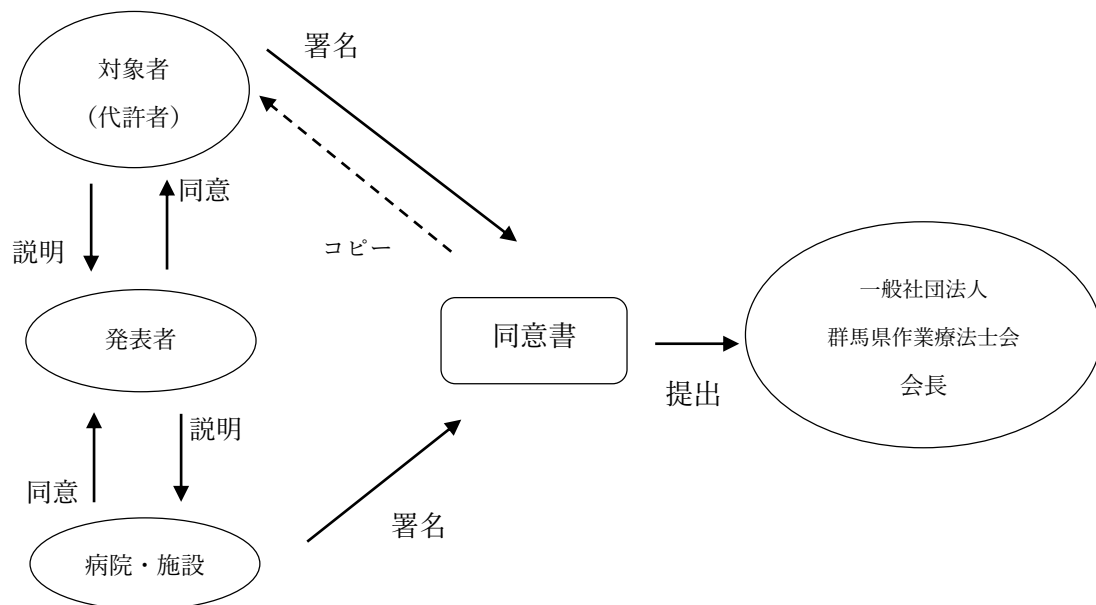 署名
対象者
（代許者）
同意
説明
コピー
一般社団法人
発表者
同意書
群馬県作業療法士会
会長
提出
説明
同意
署名
病院・施設